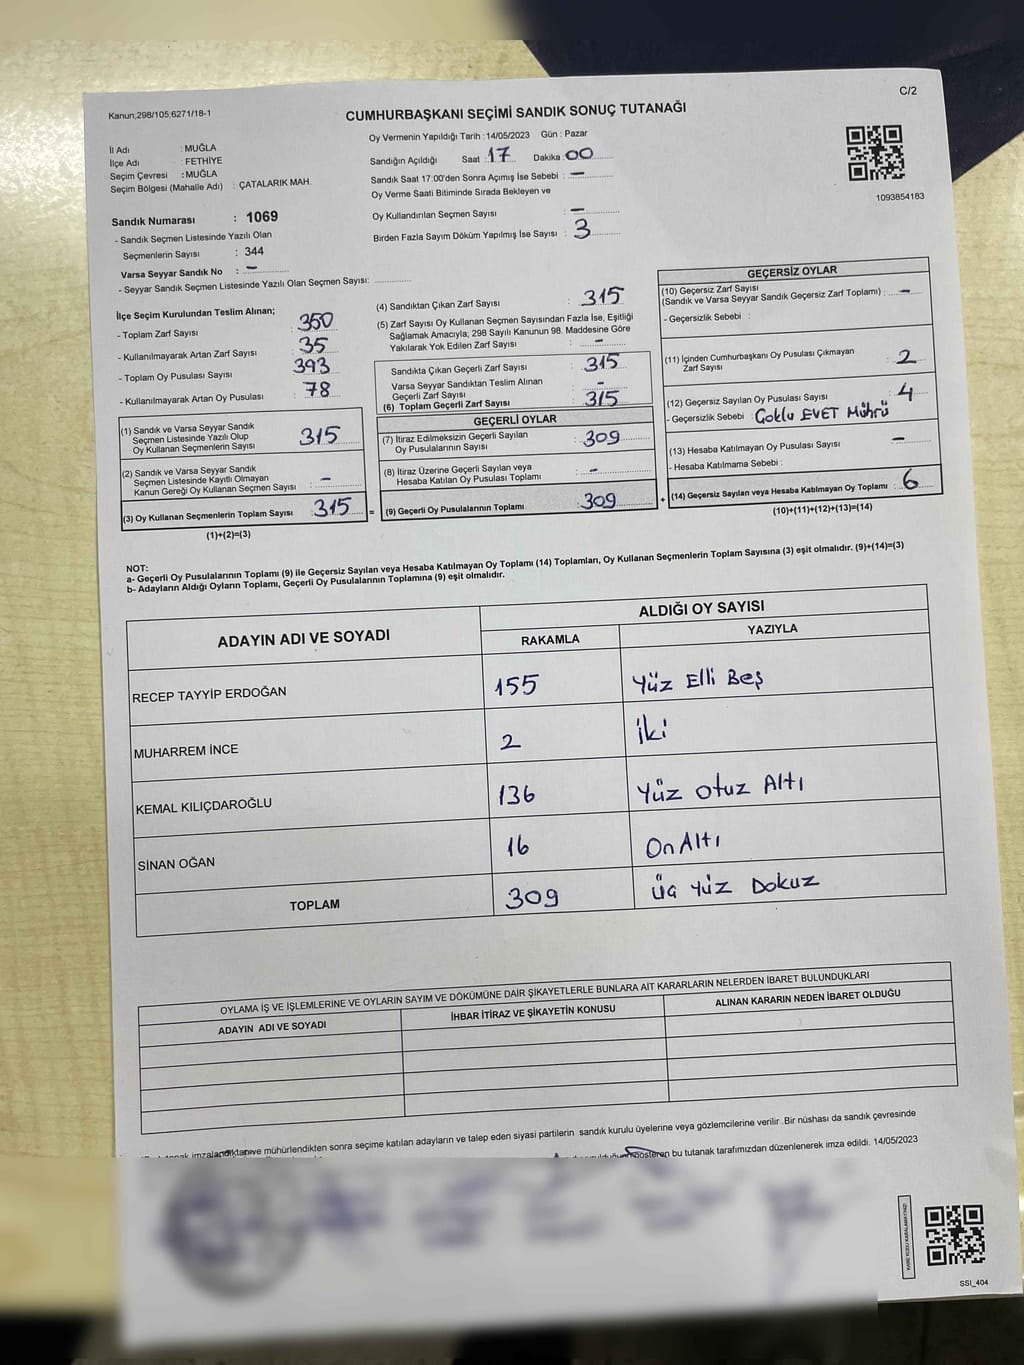 C/2
Kanun;298/105;6271/18-1
CUMHURBAŞKANI SEÇİMİ SANDIK SONUÇ TUTANAĞI
Oy Vermenin Yapıldığı Tarih : 14/05/2023 Gün : Pazar
İl Adı : MUĞLA
İlçe Adı : FETHİYE
Seçim Çevresi : MUĞLA
Seçim Bölgesi (Mahalle Adı) : ÇATALARIK MAH.
Sandığın Açıldığı Saat : 17 Dakika : 00
Sandık Saat 17:00'den Sonra Açımış İse Sebebi : -
Oy Verme Saati Bitiminde Sırada Bekleyen ve
Oy Kullandırılan Seçmen Sayısı : -
Birden Fazla Sayım Döküm Yapılmış İse Sayısı : 3
1093854183
Sandık Numarası : 1069
- Sandık Seçmen Listesinde Yazılı Olan
Seçmenlerin Sayısı : 344
Varsa Seyyar Sandık No : -
- Seyyar Sandık Seçmen Listesinde Yazılı Olan Seçmen Sayısı:
İlçe Seçim Kurulundan Teslim Alınan;
- Toplam Zarf Sayısı : 350
- Kullanılmayarak Artan Zarf Sayısı : 35
- Toplam Oy Pusulası Sayısı : 393
- Kullanılmayarak Artan Oy Pusulası : 78
(1) Sandık ve Varsa Seyyar Sandık
Seçmen Listesinde Yazılı Olup
Oy Kullanan Seçmenlerin Sayısı : 315
(2) Sandık ve Varsa Seyyar Sandık
Seçmen Listesinde Kayıtlı Olmayan
Kanun Gereği Oy Kullanan Seçmen Sayısı : -
(3) Oy Kullanan Seçmenlerin Toplam Sayısı : 315 =
(1)+(2)=(3)
(4) Sandıktan Çıkan Zarf Sayısı : 315
(5) Zarf Sayısı Oy Kullanan Seçmen Sayısından Fazla İse, Eşitliği
Sağlamak Amacıyla; 298 Sayılı Kanunun 98. Maddesine Göre
Yakılarak Yok Edilen Zarf Sayısı : -
Sandıkta Çıkan Geçerli Zarf Sayısı : 315
Varsa Seyyar Sandıktan Teslim Alınan
Geçerli Zarf Sayısı : -
(6) Toplam Geçerli Zarf Sayısı : 315
GEÇERLİ OYLAR
(7) İtiraz Edilmeksizin Geçerli Sayılan
Oy Pusulalarının Sayısı : 309
(8) İtiraz Üzerine Geçerli Sayılan veya
Hesaba Katılan Oy Pusulası Toplamı : -
(9) Geçerli Oy Pusulalarının Toplamı : 309 +
GEÇERSİZ OYLAR
(10) Geçersiz Zarf Sayısı
(Sandık ve Varsa Seyyar Sandık Geçersiz Zarf Toplamı) : -
- Geçersizlik Sebebi :
(11) İçinden Cumhurbaşkanı Oy Pusulası Çıkmayan
Zarf Sayısı : 2
(12) Geçersiz Sayılan Oy Pusulası Sayısı : 4
- Geçersizlik Sebebi : Çoklu EVET Mührü
(13) Hesaba Katılmayan Oy Pusulası Sayısı : -
- Hesaba Katılmama Sebebi :
(14) Geçersiz Sayılan veya Hesaba Katılmayan Oy Toplamı : 6
(10)+(11)+(12)+(13)=(14)
NOT:
a- Geçerli Oy Pusulalarının Toplamı (9) ile Geçersiz Sayılan veya Hesaba Katılmayan Oy Toplamı (14) Toplamları, Oy Kullanan Seçmenlerin Toplam Sayısına (3) eşit olmalıdır. (9)+(14)=(3)
b- Adayların Aldığı Oyların Toplamı, Geçerli Oy Pusulalarının Toplamına (9) eşit olmalıdır.
ADAYIN ADI VE SOYADI ALDIĞI OY SAYISI
RAKAMLA YAZIYLA
RECEP TAYYİP ERDOĞAN 155 Yüz Elli Beş
MUHARREM İNCE 2 İki
KEMAL KILIÇDAROĞLU 136 Yüz Otuz Altı
SİNAN OĞAN 16 On Altı
TOPLAM 309 Üç Yüz Dokuz
OYLAMA İŞ VE İŞLEMLERİNE VE OYLARIN SAYIM VE DÖKÜMÜNE DAİR ŞİKAYETLERLE BUNLARA AİT KARARLARIN NELERDEN İBARET BULUNDUKLARI
ADAYIN ADI VE SOYADI İHBAR İTİRAZ VE ŞİKAYETİN KONUSU ALINAN KARARIN NEDEN İBARET OLDUĞU
tutanak imzalandıktan ve mühürlendikten sonra seçime katılan adayların ve talep eden siyasi partilerin sandık kurulu üyelerine veya gözlemcilerine verilir. Bir nüshası da sandık çevresinde
gösteren bu tutanak tarafımızdan düzenlenerek imza edildi. 14/05/2023
KARE KODU KARALAMAYINIZ!
SSI_404